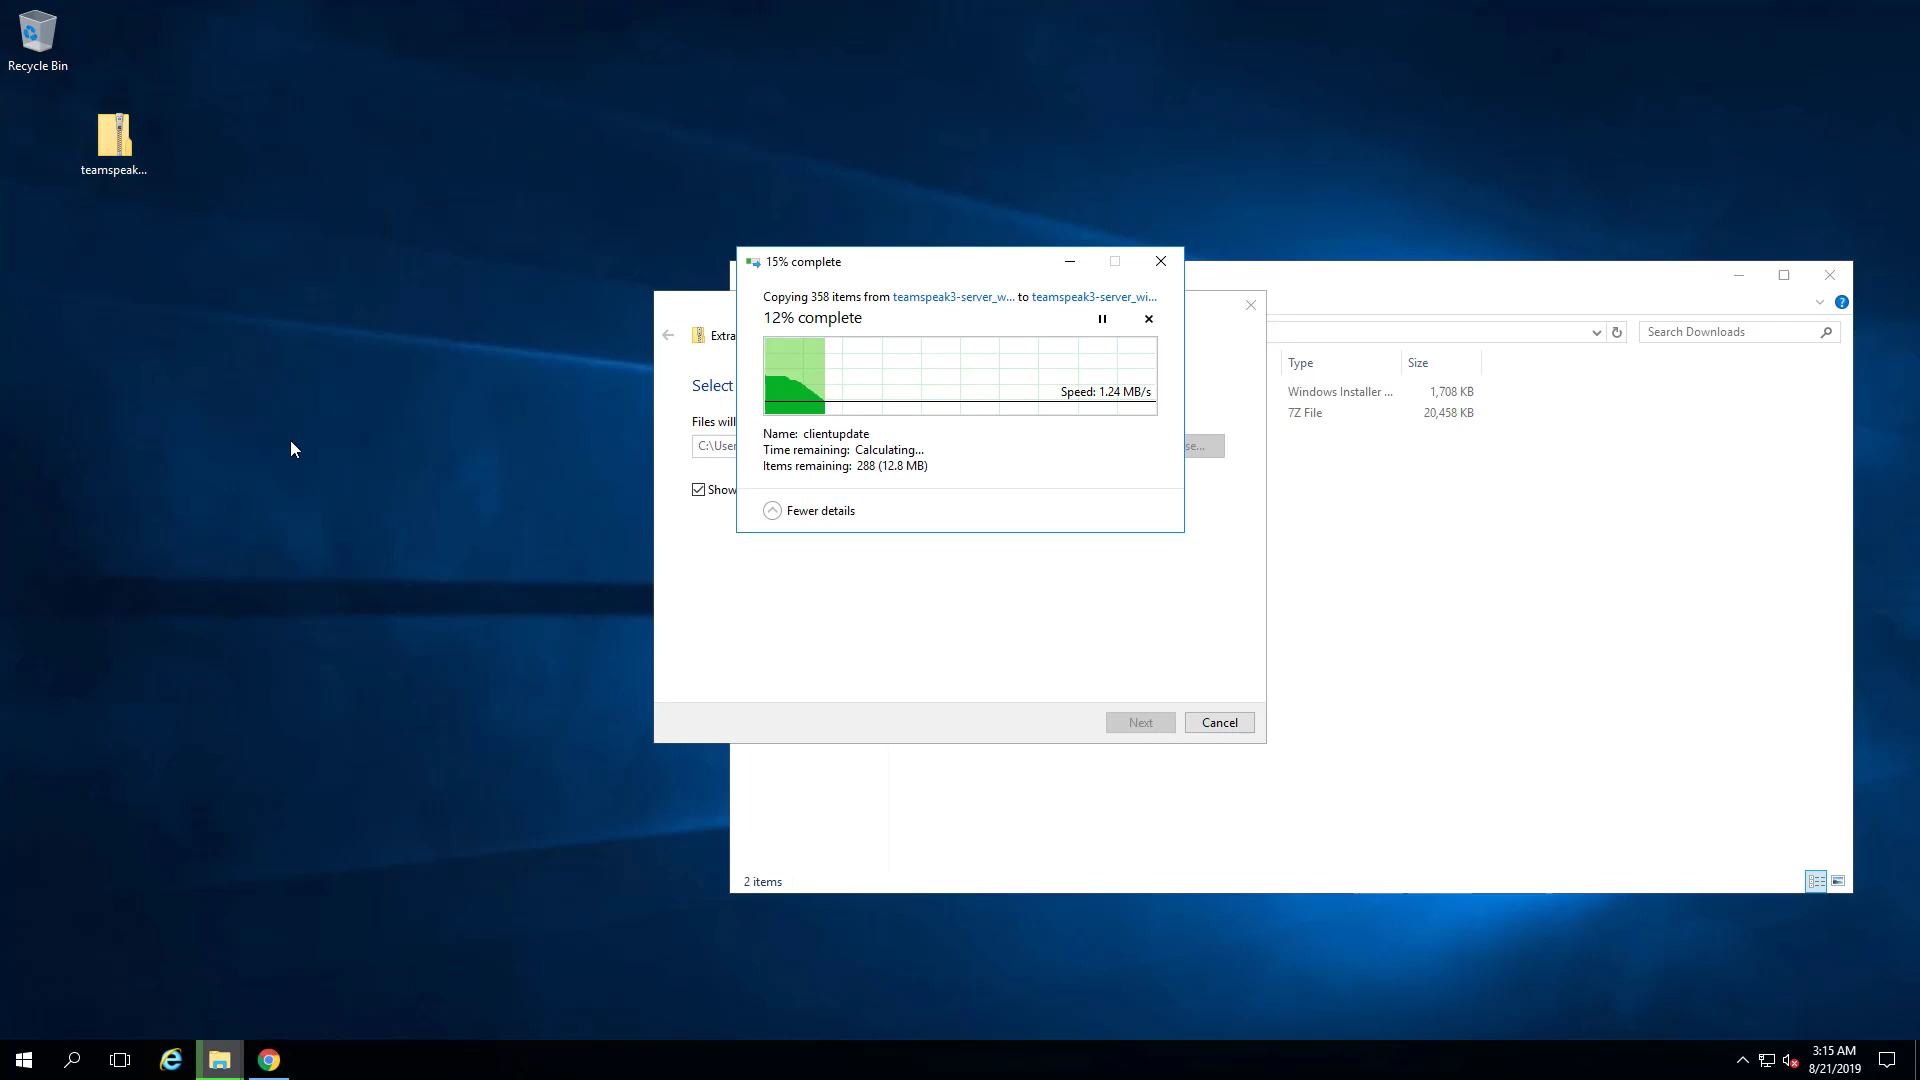 Recycle Bin
teamspeak...
15% complete
Copying 358 items from teamspeak3-server_w... to teamspeak3-server_wi...
12% complete
Speed: 1.24 MB/s
Name: clientupdate
Time remaining: Calculating...
Items remaining: 288 (12.8 MB)
Fewer details
Extra
Select
Files will
C:\User
se...
Show
Next
Cancel
Search Downloads
Type
Size
Windows Installer ...
1,708 KB
7Z File
20,458 KB
2 items
3:15 AM
8/21/2019